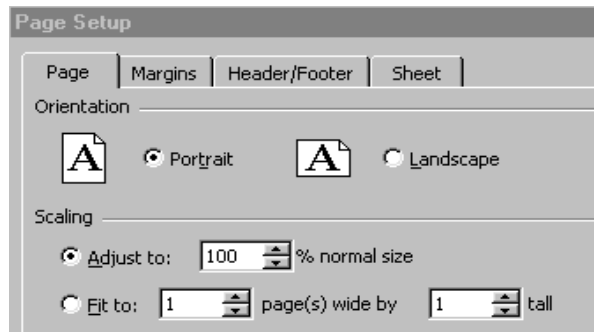 Page Setup
Page Margins Header/Footer Sheet
Orientation
A Portrait A Landscape
Scaling
Adjust to: 100 % normal size
Fit to: 1 page(s) wide by 1 tall